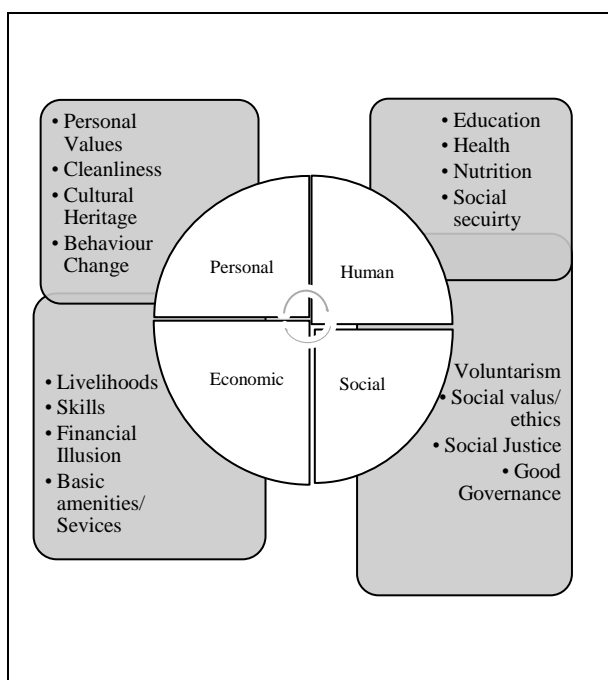 • Personal
Values
• Cleanliness
• Cultural
Heritage
• Behaviour
Change
• Education
• Health
• Nutrition
• Social
secuirty
Personal
Human
Economic
Social
• Livelihoods
• Skills
• Financial
Illusion
• Basic
amenities/
Sevices
Voluntarism
• Social valus/
ethics
• Social Justice
• Good
Governance